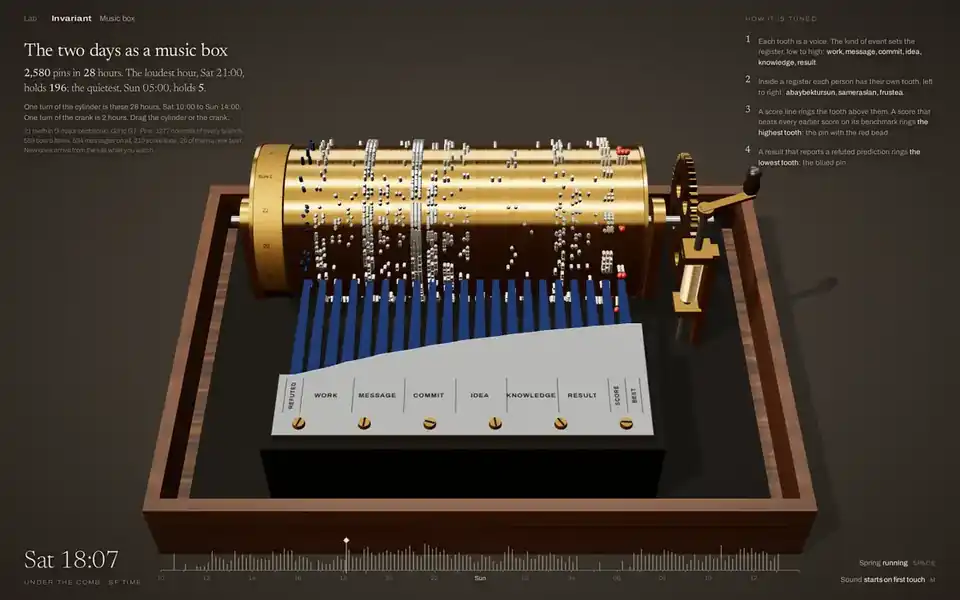 Lab Invariant Music box
HOW IT IS TUNED
The two days as a music box
2,580 pins in 28 hours. The loudest hour, Sat 21:00,
holds 196; the quietest, Sun 05:00, holds 5.
One turn of the cylinder is these 28 hours, Sat 10:00 to Sun 14:00.
One turn of the crank is 2 hours. Drag the cylinder or the crank.
1 Each tooth is a voice. The kind of event sets the
register, low to high: work, message, commit, idea,
knowledge, result.
2 Inside a register each person has their own tooth, left
to right: abaybektursun, sameraslan, frustea.
3 A score line rings the tooth above them. A score that
beats every earlier score on its benchmark rings the
highest tooth: the pin with the red bead.
4 A result that reports a refuted prediction rings the
lowest tooth: the blued pin.
REFUTED WORK MESSAGE COMMIT IDEA KNOWLEDGE RESULT SCORE BEST
Sat 18:07
UNDER THE COMB · SF TIME
Sun
Spring running SPACE
Sound starts on first touch M